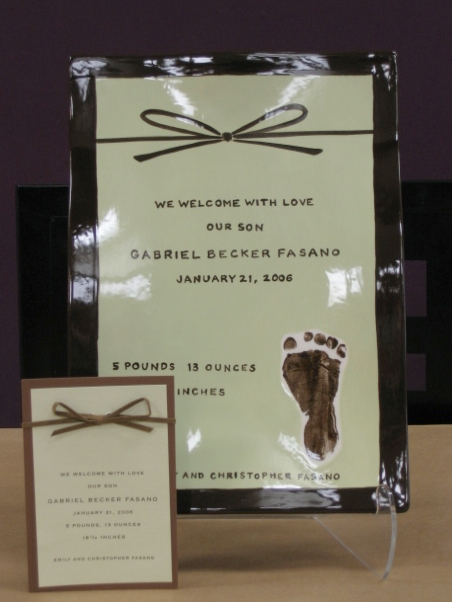 WE WELCOME WITH LOVE
OUR SON
GABRIEL BECKER FASANO
JANUARY 21, 2006
5 POUNDS 13 OUNCES
INCHES
AND CHRISTOPHER FASANO
WE WELCOME WITH LOVE
OUR SON
GABRIEL BECKER FASANO
JANUARY 21, 2006
5 POUNDS, 13 OUNCES
INCHES
EMILY AND CHRISTOPHER FASANO